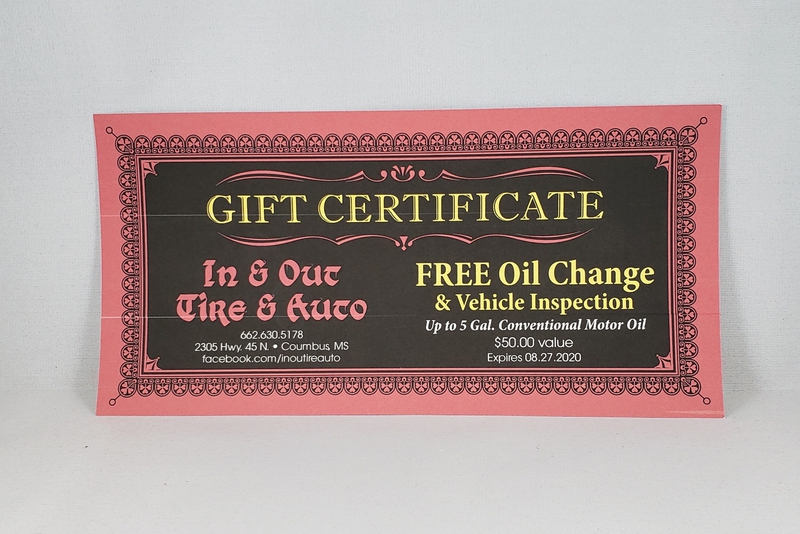 GIFT CERTIFICATE
In & Out
Tire & Auto
662.630.5178
2305 Hwy. 45 N. • Coumbus, MS
facebook.com/inoutireauto
FREE Oil Change
& Vehicle Inspection
Up to 5 Gal. Conventional Motor Oil
$50.00 value
Expires 08.27.2020